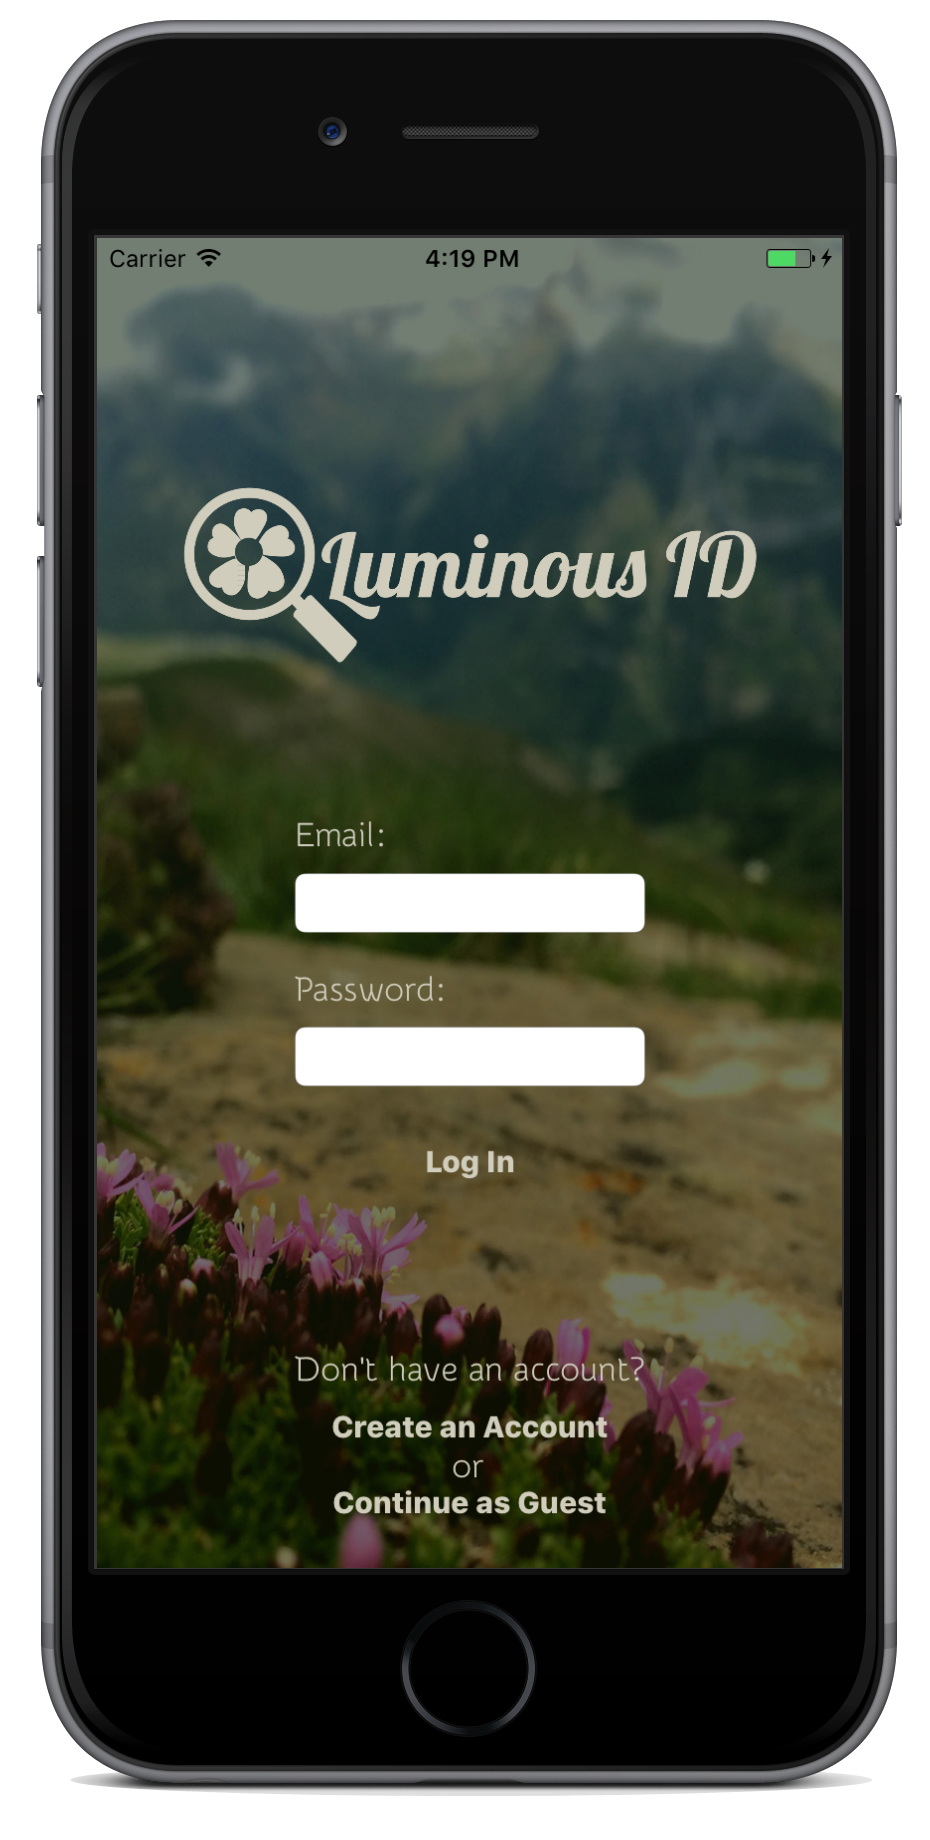 Carrier 4:19 PM
Luminous ID
Email:
Password:
Log In
Don't have an account?
Create an Account
or
Continue as Guest